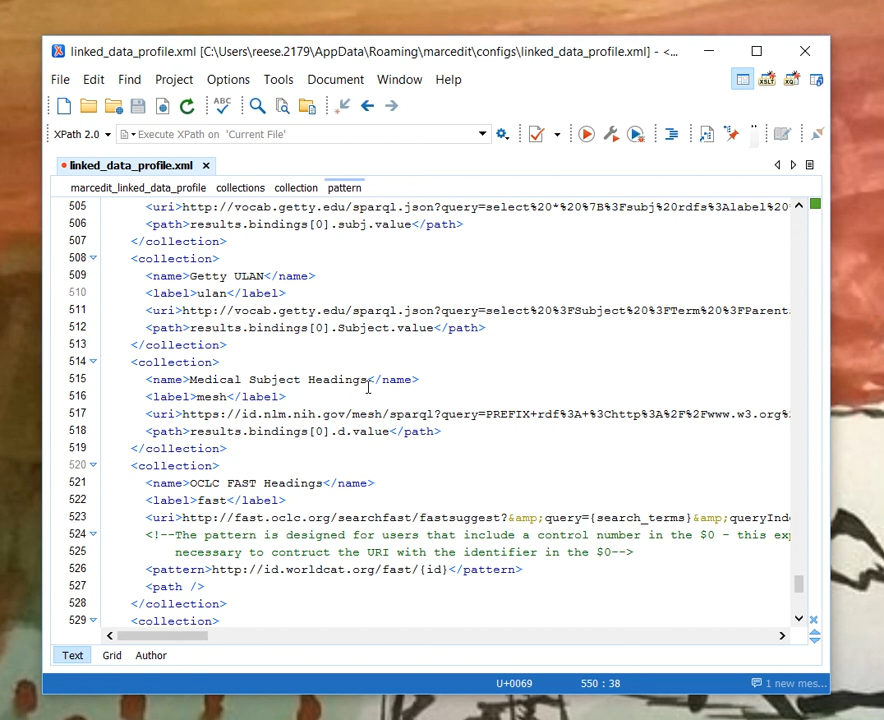 linked_data_profile.xml [C:\Users\reese.2179\AppData\Roaming\marcedit\configs\linked_data_profile.xml] - <...
File Edit Find Project Options Tools Document Window Help
XSLT XQ
ABC
XPath 2.0 Execute XPath on 'Current File'
linked_data_profile.xml
marcedit_linked_data_profile collections collection pattern
505 <uri>http://vocab.getty.edu/sparql.json?query=select%20*%20%7B%3Fsubj%20rdfs%3Alabel%20
506 <path>results.bindings[0].subj.value</path>
507 </collection>
508 <collection>
509 <name>Getty ULAN</name>
510 <label>ulan</label>
511 <uri>http://vocab.getty.edu/sparql.json?query=select%20%3FSubject%20%3FTerm%20%3FParent
512 <path>results.bindings[0].Subject.value</path>
513 </collection>
514 <collection>
515 <name>Medical Subject Headings</name>
516 <label>mesh</label>
517 <uri>https://id.nlm.nih.gov/mesh/sparql?query=PREFIX+rdf%3A+%3Chttp%3A%2F%2Fwww.w3.org%
518 <path>results.bindings[0].d.value</path>
519 </collection>
520 <collection>
521 <name>OCLC FAST Headings</name>
522 <label>fast</label>
523 <uri>http://fast.oclc.org/searchfast/fastsuggest?&amp;query={search_terms}&amp;queryInd
524 <!--The pattern is designed for users that include a control number in the $0 - this exp
525 necessary to contruct the URI with the identifier in the $0-->
526 <pattern>http://id.worldcat.org/fast/{id}</pattern>
527 <path />
528 </collection>
529 <collection>
Text Grid Author
U+0069 550 : 38 1 new mes...